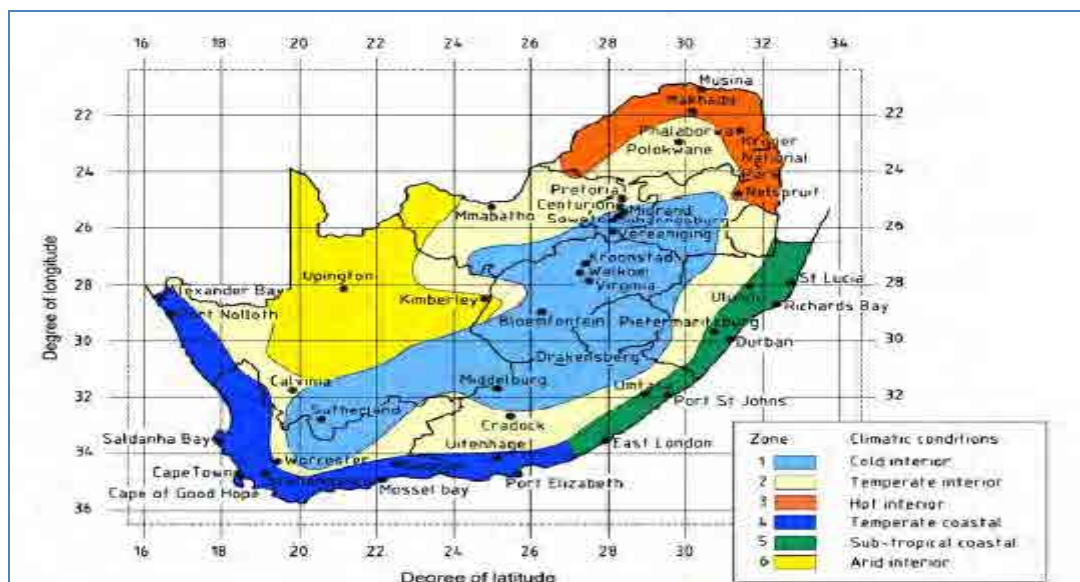 16 18 20 22 24 26 28 30 32 34
Musina
Makhado
22 22
Phalaborwa
Kruger
Polokwane
National
24 Park 24
Pretoria
Nelspruit
Centurion
Midrand
Mmabatho
Johannesburg
26 Vereeniging 26
Kroonstad
Upington
Welkom
28 St Lucia 28
Alexander Bay
Virginia
Kimberley
Ulundi
Richards Bay
Port Nolloth
Bloemfontein Pietermaritzburg
30 Durban 30
Drakensberg
Calvinia
Middelburg
32 Umta 32
Sutherland
Port St Johns
Cradock
Saldanha Bay
Uitenhage
East London
34 Worcester
Cape Town
Port Elizabeth
Cape of Good Hope
Mossel bay
36
16 18 20 22 24 26 28 30
Degree of longitude
Degree of latitude
Zone Climatic conditions
1 Cold interior
2 Temperate interior
3 Hot interior
4 Temperate coastal
5 Sub-tropical coastal
6 Arid interior